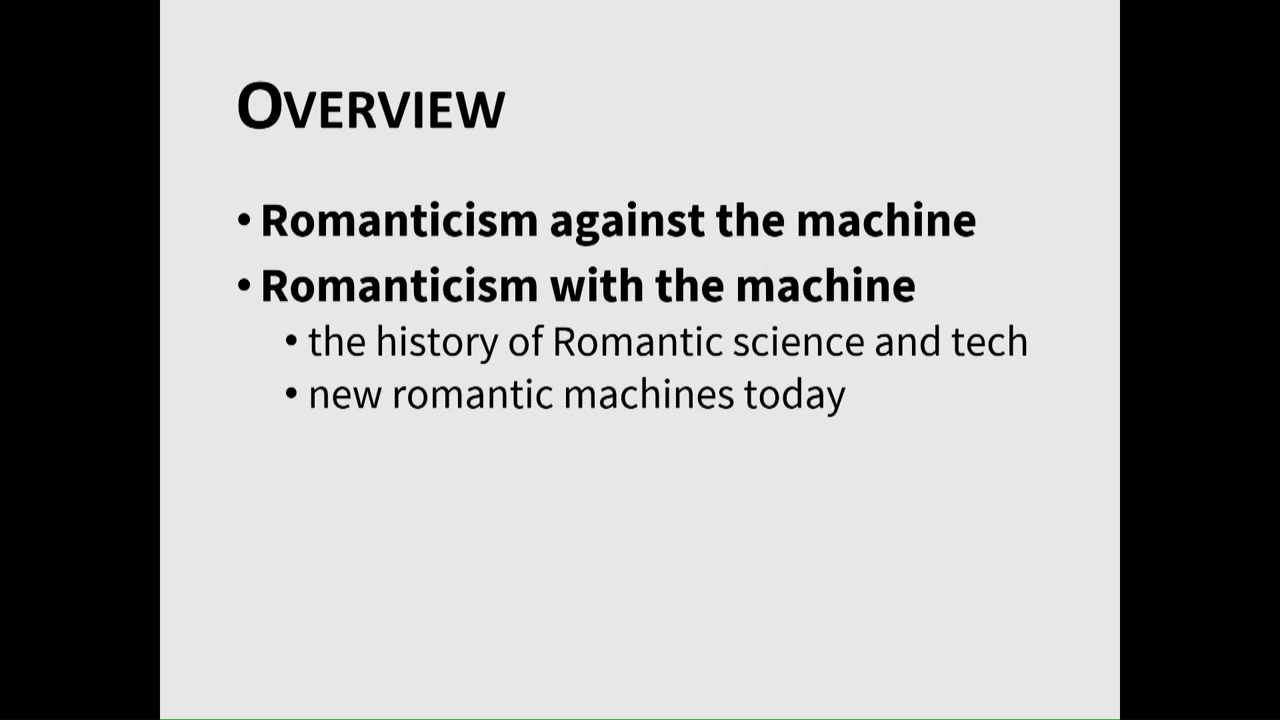 OVERVIEW
• Romanticism against the machine
• Romanticism with the machine
• the history of Romantic science and tech
• new romantic machines today